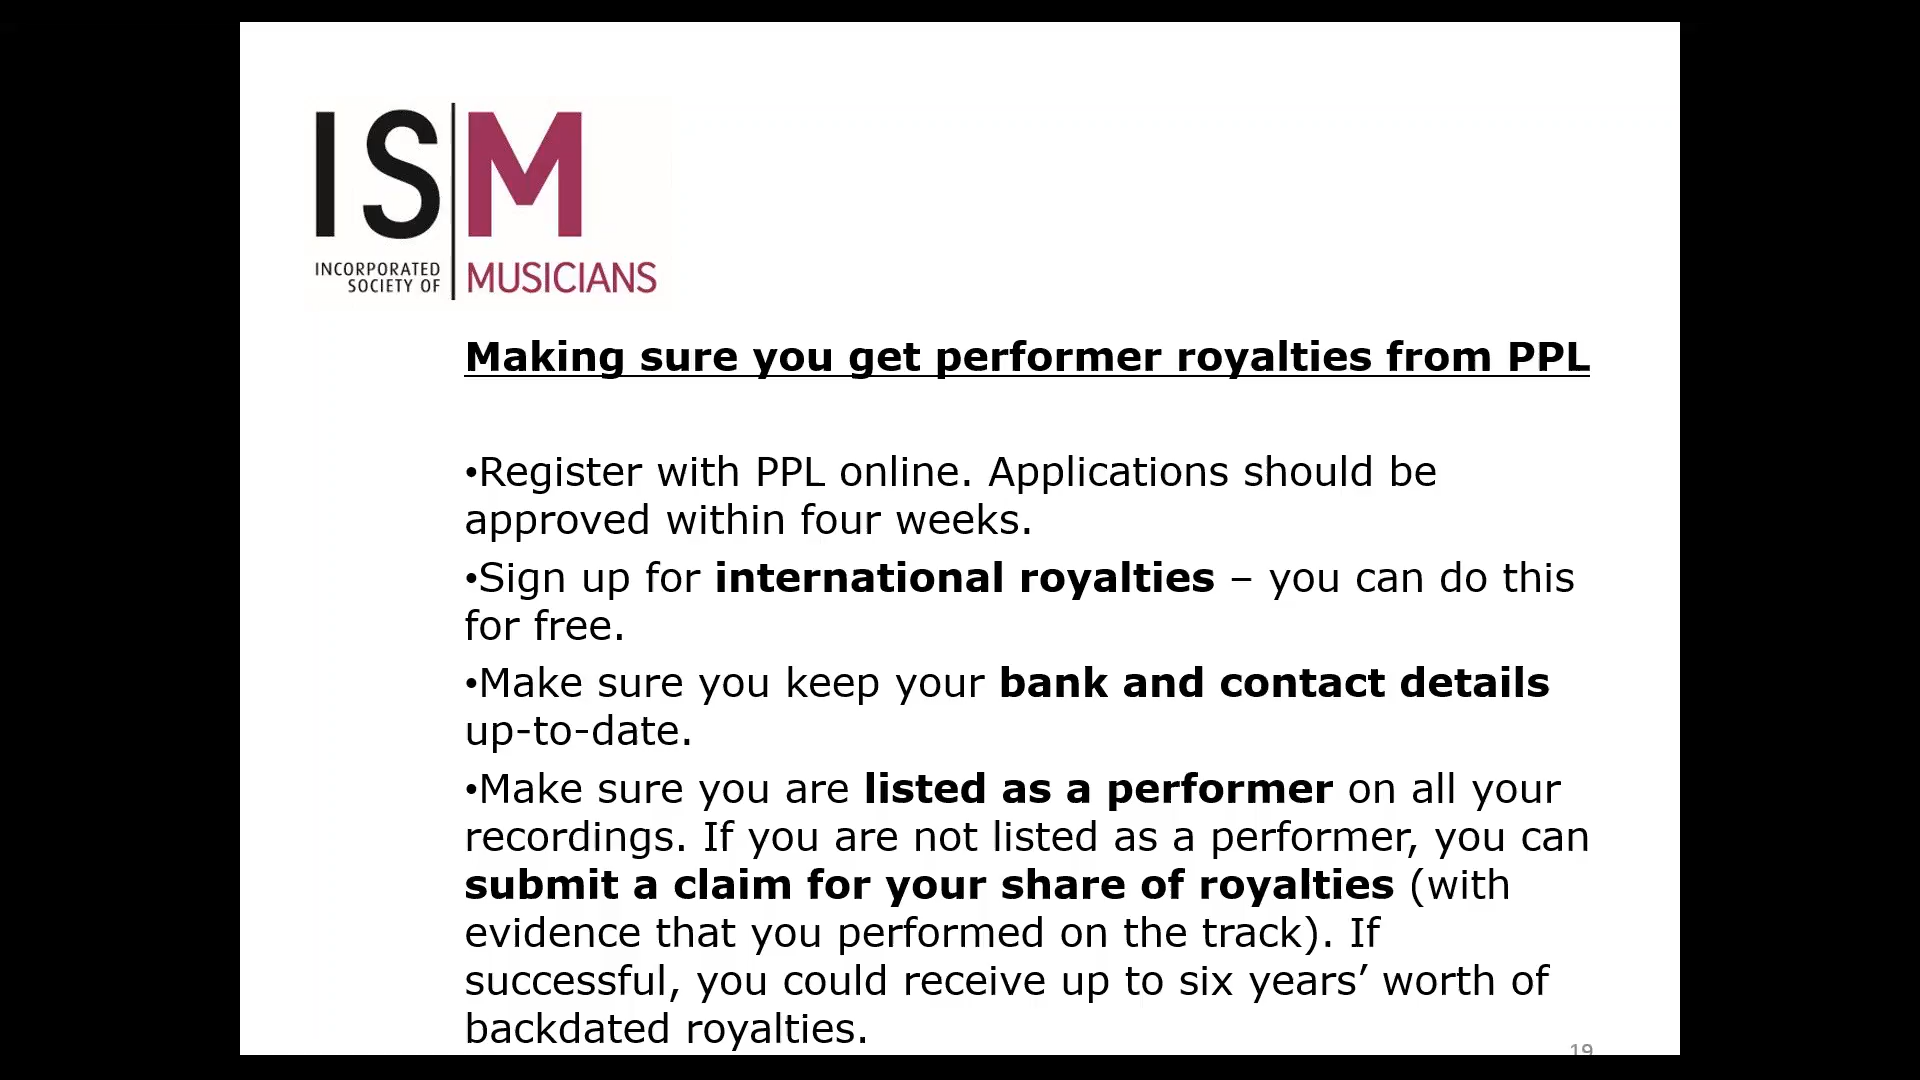 ISM
INCORPORATED
SOCIETY OF
MUSICIANS
Making sure you get performer royalties from PPL
•Register with PPL online. Applications should be
approved within four weeks.
•Sign up for international royalties – you can do this
for free.
•Make sure you keep your bank and contact details
up-to-date.
•Make sure you are listed as a performer on all your
recordings. If you are not listed as a performer, you can
submit a claim for your share of royalties (with
evidence that you performed on the track). If
successful, you could receive up to six years’ worth of
backdated royalties.
19